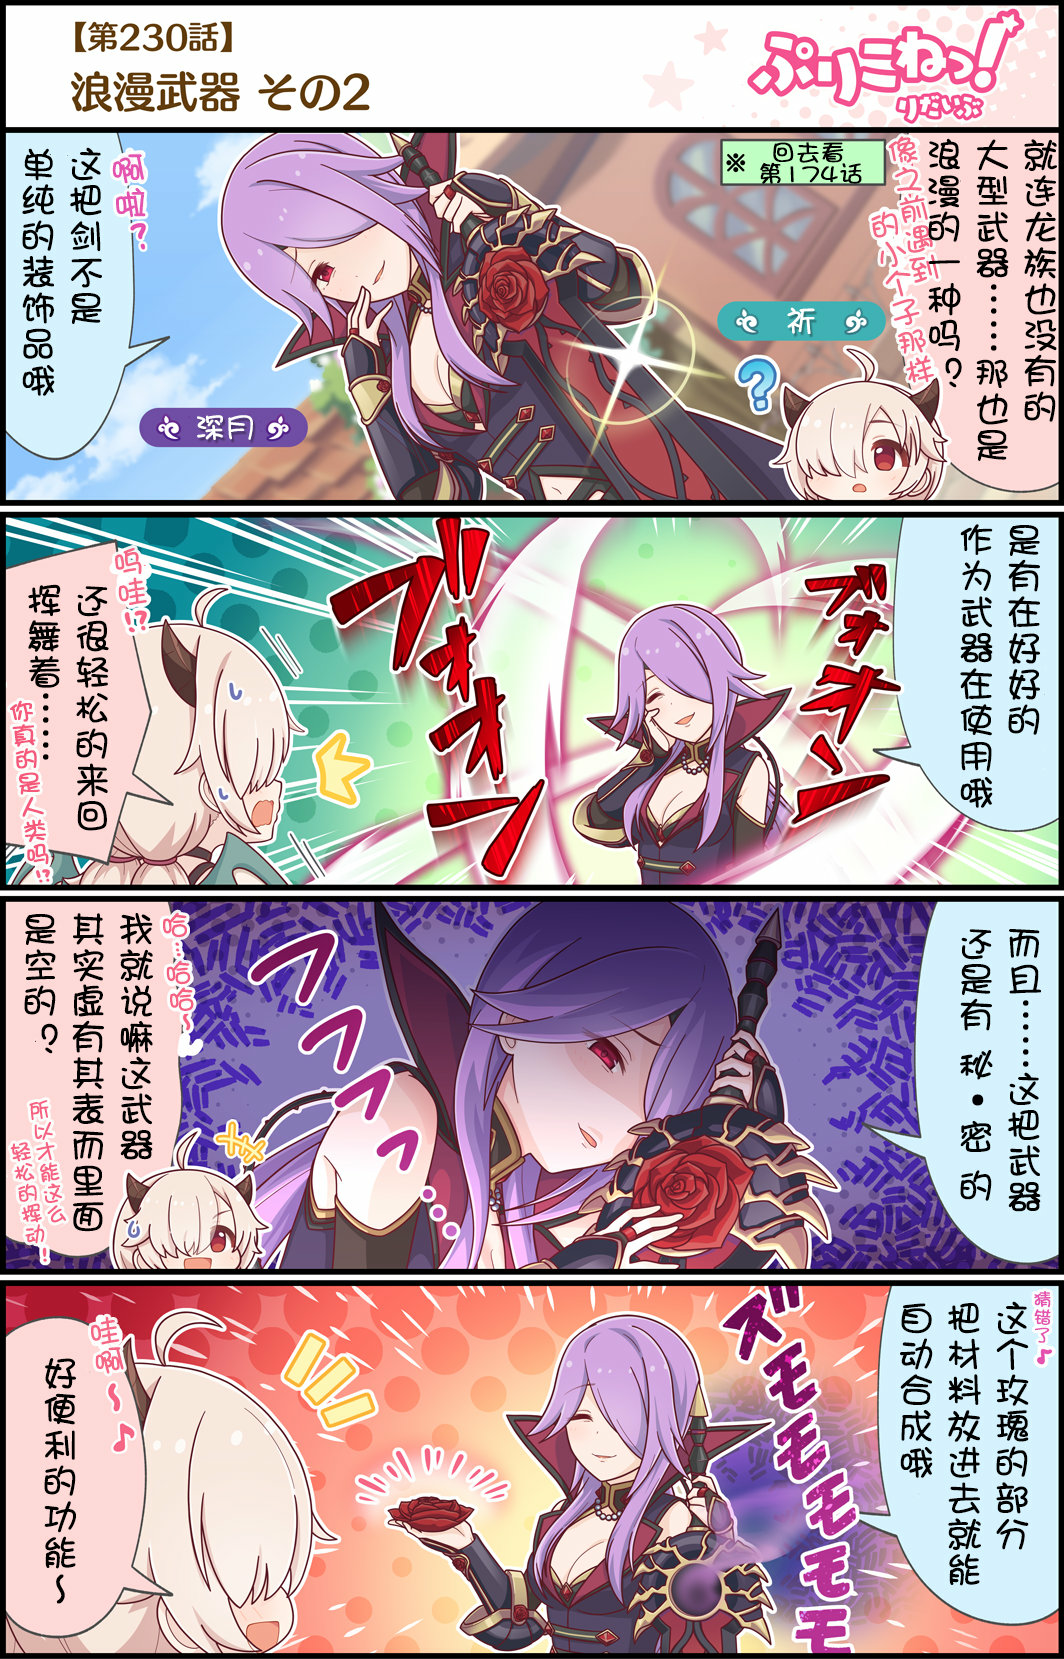 【第230話】
浪漫武器 その2
ぷりこねっ!
りだいぶ
就连龙族也没有的
大型武器……那也是
浪漫的一种吗？
像之前遇到
的小个子那样
※ 回去看
第174话
祈
?
啊啦？
这把剑不是
单纯的装饰品哦
深月
是有在好好的
作为武器在使用哦
ブォォン
ブォォン
呜哇!?
还很轻松的来回
挥舞着……
你真的是人类吗!?
而且……这把武器
还是有 秘•密 的
フフフフ…
哈…哈哈～
我就说嘛这武器
其实虚有其表而里面
是空的？
所以才能这么
轻松的挥动！
猜错了♪
这个玫瑰的部分
把材料放进去就能
自动合成哦
ズモモモモモ
哇啊～♪
好便利的功能～